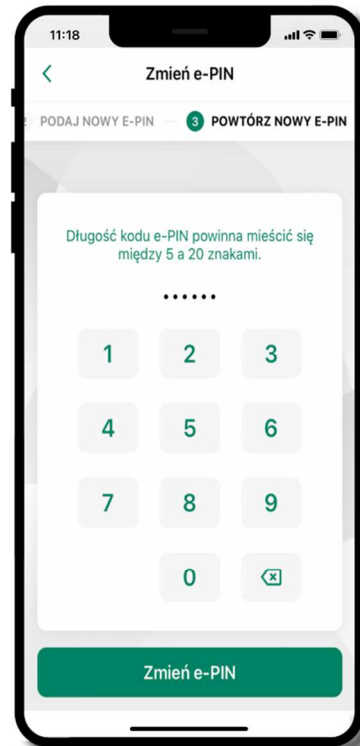 11:18
Zmień e-PIN
PODAJ NOWY E-PIN 3 POWTÓRZ NOWY E-PIN
Długość kodu e-PIN powinna mieścić się
między 5 a 20 znakami.
••••••
1 2 3
4 5 6
7 8 9
0
Zmień e-PIN